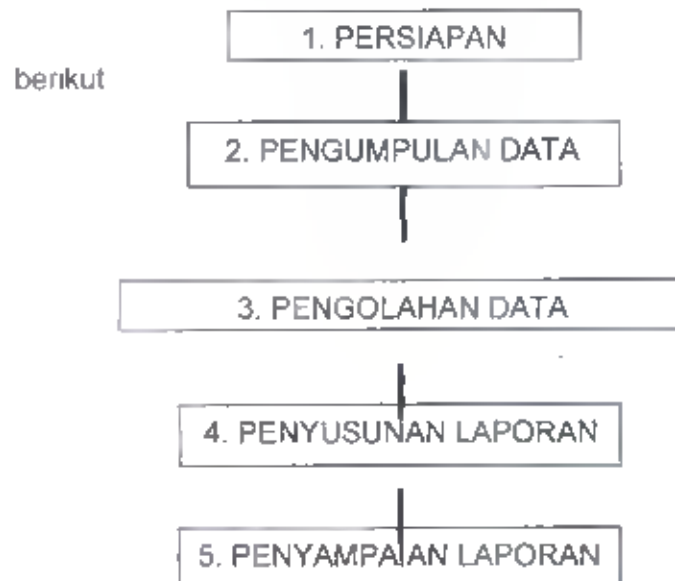 1. PERSIAPAN
berikut
2. PENGUMPULAN DATA
3. PENGOLAHAN DATA
4. PENYUSUNAN LAPORAN
5. PENYAMPAIAN LAPORAN